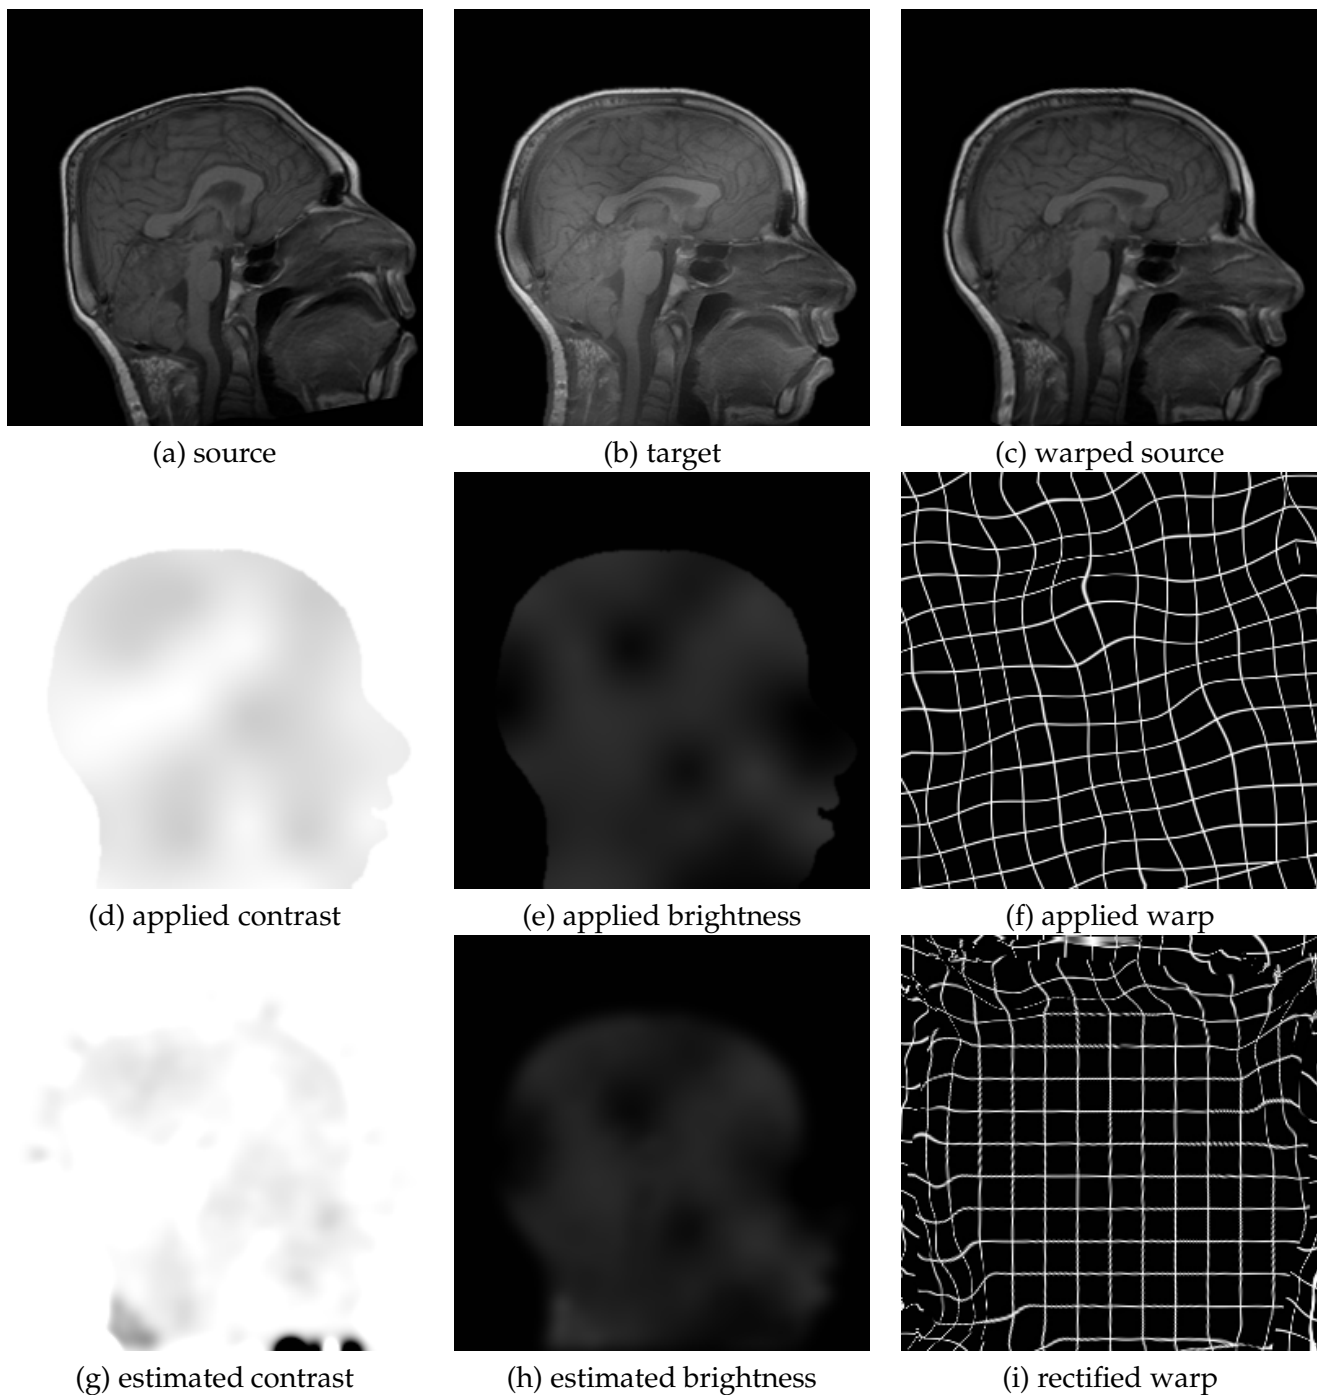 (a) source
(b) target
(c) warped source
(d) applied contrast
(e) applied brightness
(f) applied warp
(g) estimated contrast
(h) estimated brightness
(i) rectified warp